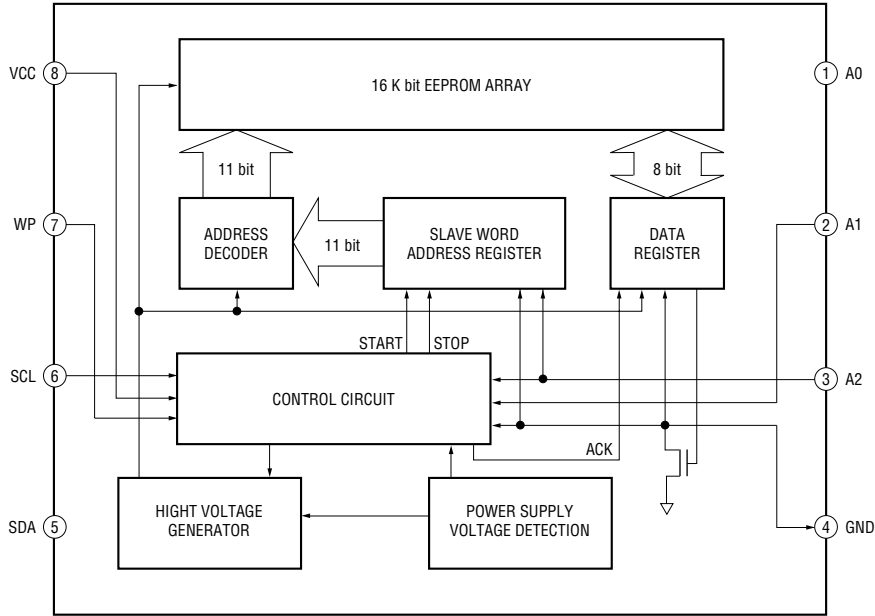 16 K bit EEPROM ARRAY
VCC 8
1 A0
11 bit
8 bit
WP 7
ADDRESS
DECODER
11 bit
SLAVE WORD
ADDRESS REGISTER
DATA
REGISTER
2 A1
START STOP
SCL 6
CONTROL CIRCUIT
3 A2
ACK
SDA 5
HIGHT VOLTAGE
GENERATOR
POWER SUPPLY
VOLTAGE DETECTION
4 GND